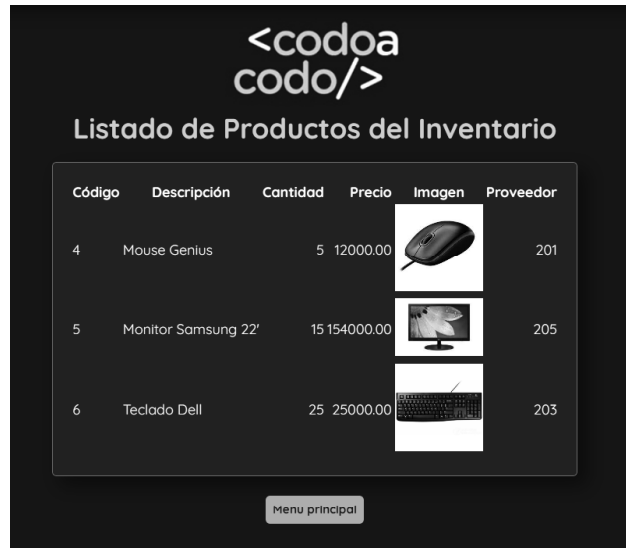 <codoa
codo/>
Listado de Productos del Inventario
Código Descripción Cantidad Precio Imagen Proveedor
4 Mouse Genius 5 12000.00 201
5 Monitor Samsung 22' 15 154000.00 205
6 Teclado Dell 25 25000.00 203
Menu principal